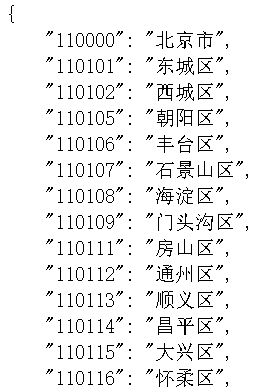 {
"110000": "北京市",
"110101": "东城区",
"110102": "西城区",
"110105": "朝阳区",
"110106": "丰台区",
"110107": "石景山区",
"110108": "海淀区",
"110109": "门头沟区",
"110111": "房山区",
"110112": "通州区",
"110113": "顺义区",
"110114": "昌平区",
"110115": "大兴区",
"110116": "怀柔区",